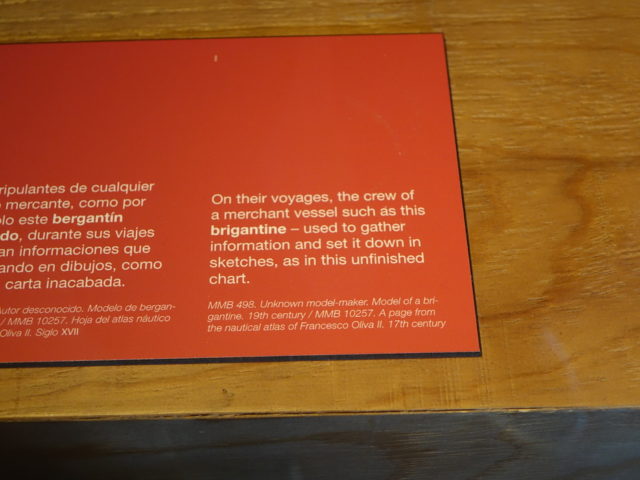 ripulantes de cualquier
mercante, como por
lo este bergantín
do, durante sus viajes
an informaciones que
ando en dibujos, como
carta inacabada.
utor desconocido. Modelo de bergan-
/ MMB 10257. Hoja del atlas náutico
Oliva II. Siglo XVII
On their voyages, the crew of
a merchant vessel such as this
brigantine – used to gather
information and set it down in
sketches, as in this unfinished
chart.
MMB 498. Unknown model-maker. Model of a bri-
gantine. 19th century / MMB 10257. A page from
the nautical atlas of Francesco Oliva II. 17th century